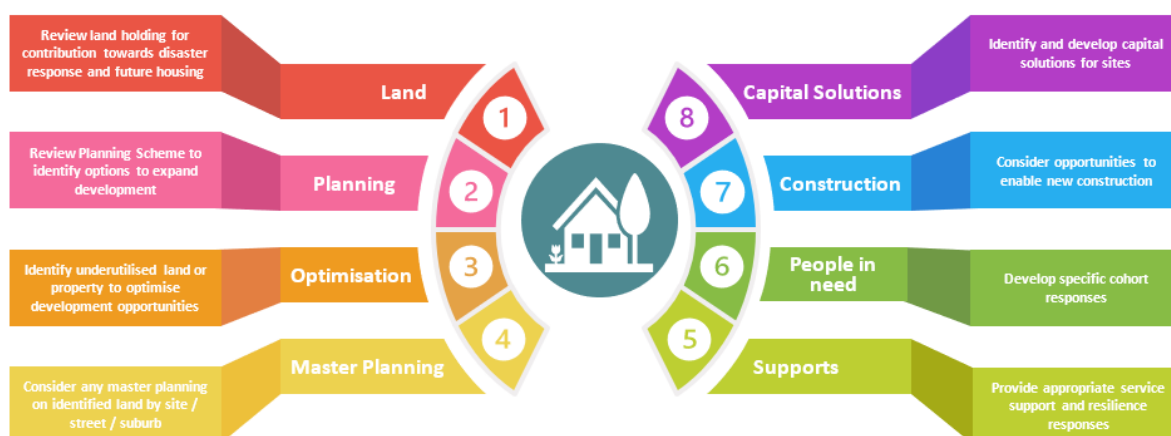 Review land holding for
contribution towards disaster
response and future housing
Land
1
Review Planning Scheme to
identify options to expand
development
Planning
2
Identify underutilised land or
property to optimise
development opportunities
Optimisation
3
Consider any master planning
on identified land by site /
street / suburb
Master Planning
4
8
Capital Solutions
Identify and develop capital
solutions for sites
7
Construction
Consider opportunities to
enable new construction
6
People in
need
Develop specific cohort
responses
5
Supports
Provide appropriate service
support and resilience
responses